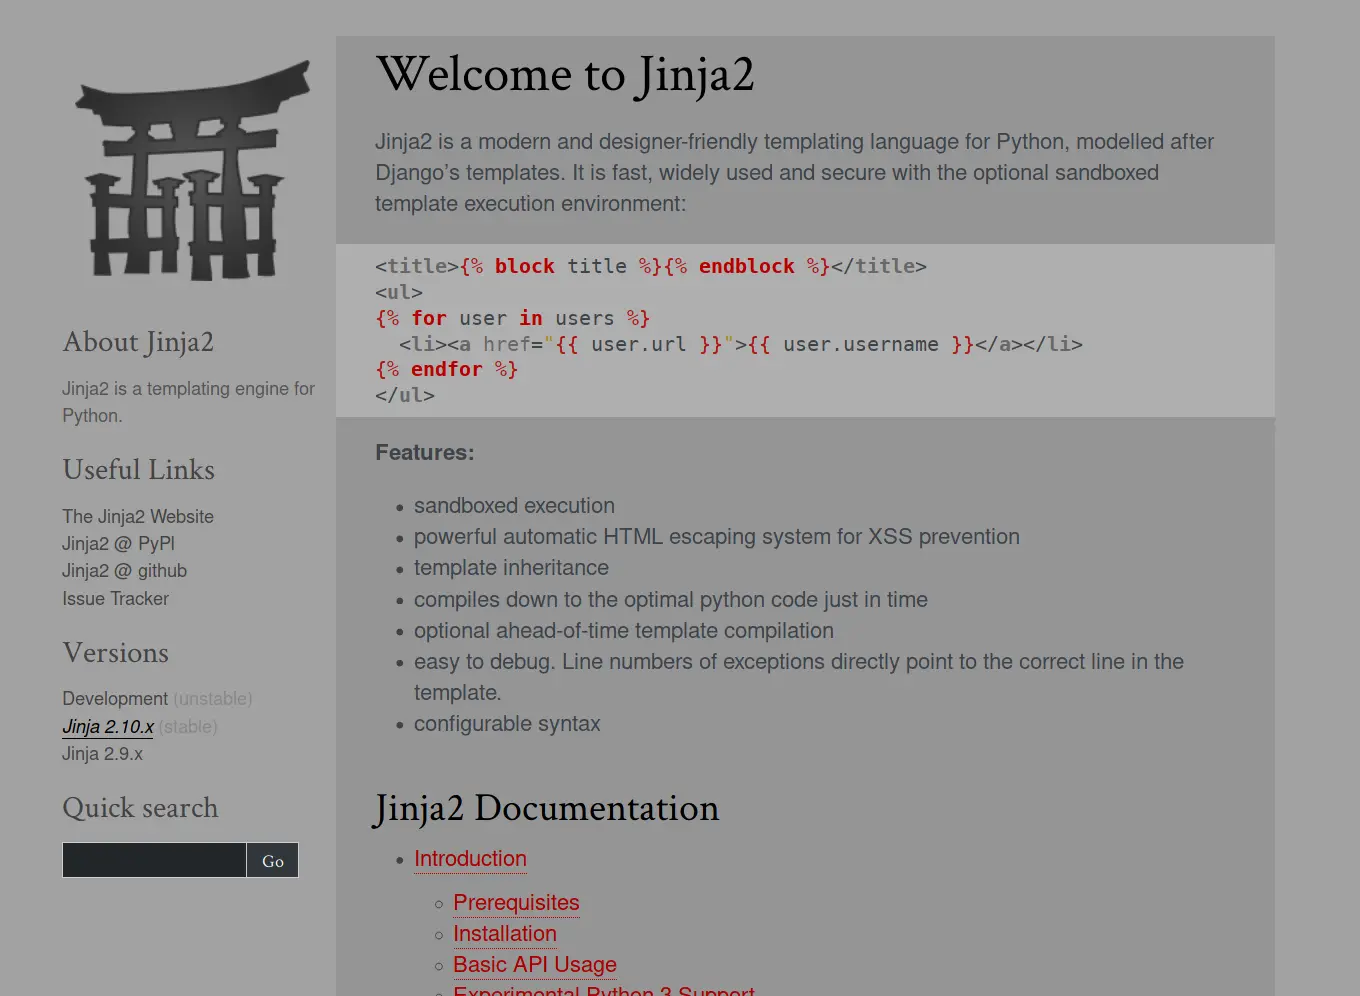 About Jinja2
Jinja2 is a templating engine for
Python.
Useful Links
The Jinja2 Website
Jinja2 @ PyPI
Jinja2 @ github
Issue Tracker
Versions
Development (unstable)
Jinja 2.10.x (stable)
Jinja 2.9.x
Quick search
Go
Welcome to Jinja2
Jinja2 is a modern and designer-friendly templating language for Python, modelled after
Django’s templates. It is fast, widely used and secure with the optional sandboxed
template execution environment:
<title>{% block title %}{% endblock %}</title>
<ul>
{% for user in users %}
  <li><a href="{{ user.url }}">{{ user.username }}</a></li>
{% endfor %}
</ul>
Features:
• sandboxed execution
• powerful automatic HTML escaping system for XSS prevention
• template inheritance
• compiles down to the optimal python code just in time
• optional ahead-of-time template compilation
• easy to debug. Line numbers of exceptions directly point to the correct line in the
template.
• configurable syntax
Jinja2 Documentation
• Introduction
◦ Prerequisites
◦ Installation
◦ Basic API Usage
◦ Experimental Python 3 Support